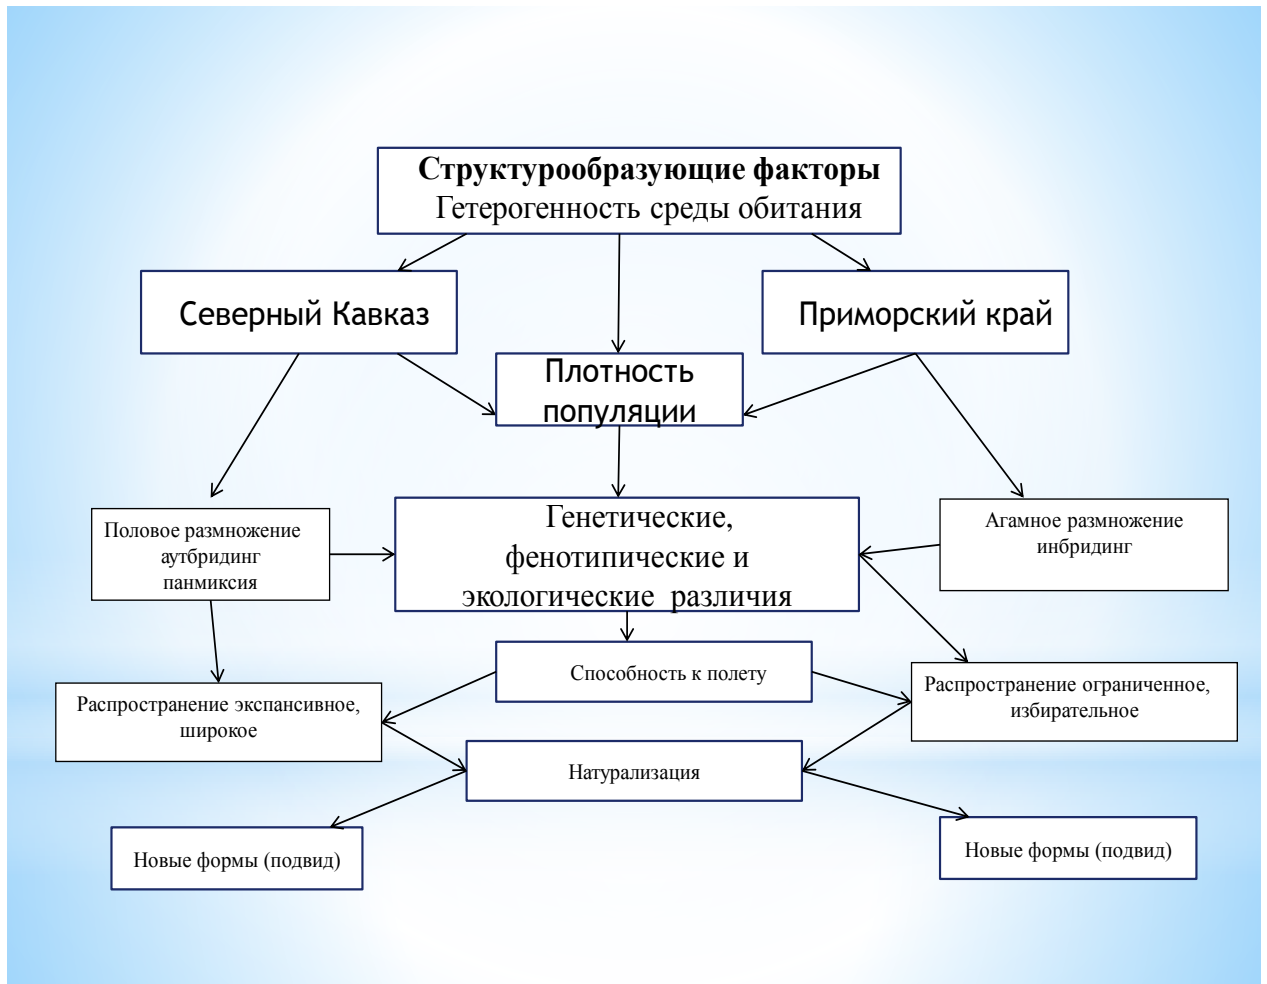 Структурообразующие факторы
Гетерогенность среды обитания
Северный Кавказ
Приморский край
Плотность
популяции
Половое размножение
аутбридинг
панмиксия
Генетические,
фенотипические и
экологические различия
Агамное размножение
инбридинг
Способность к полету
Распространение экспансивное,
широкое
Распространение ограниченное,
избирательное
Натурализация
Новые формы (подвид)
Новые формы (подвид)